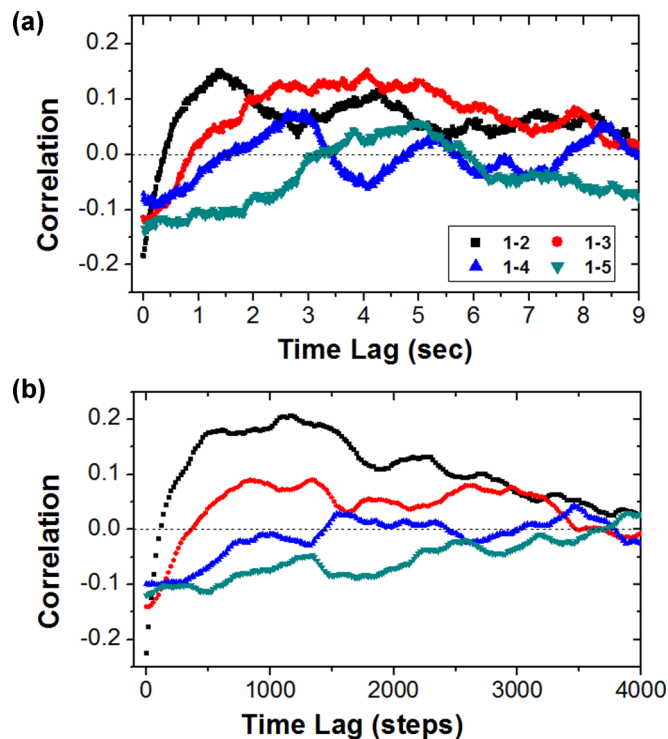 (a)
0.2
0.1
0.0
-0.1
-0.2
Correlation
1-2 1-3
1-4 1-5
0 1 2 3 4 5 6 7 8 9
Time Lag (sec)
(b)
0.2
0.1
0.0
-0.1
-0.2
Correlation
0 1000 2000 3000 4000
Time Lag (steps)